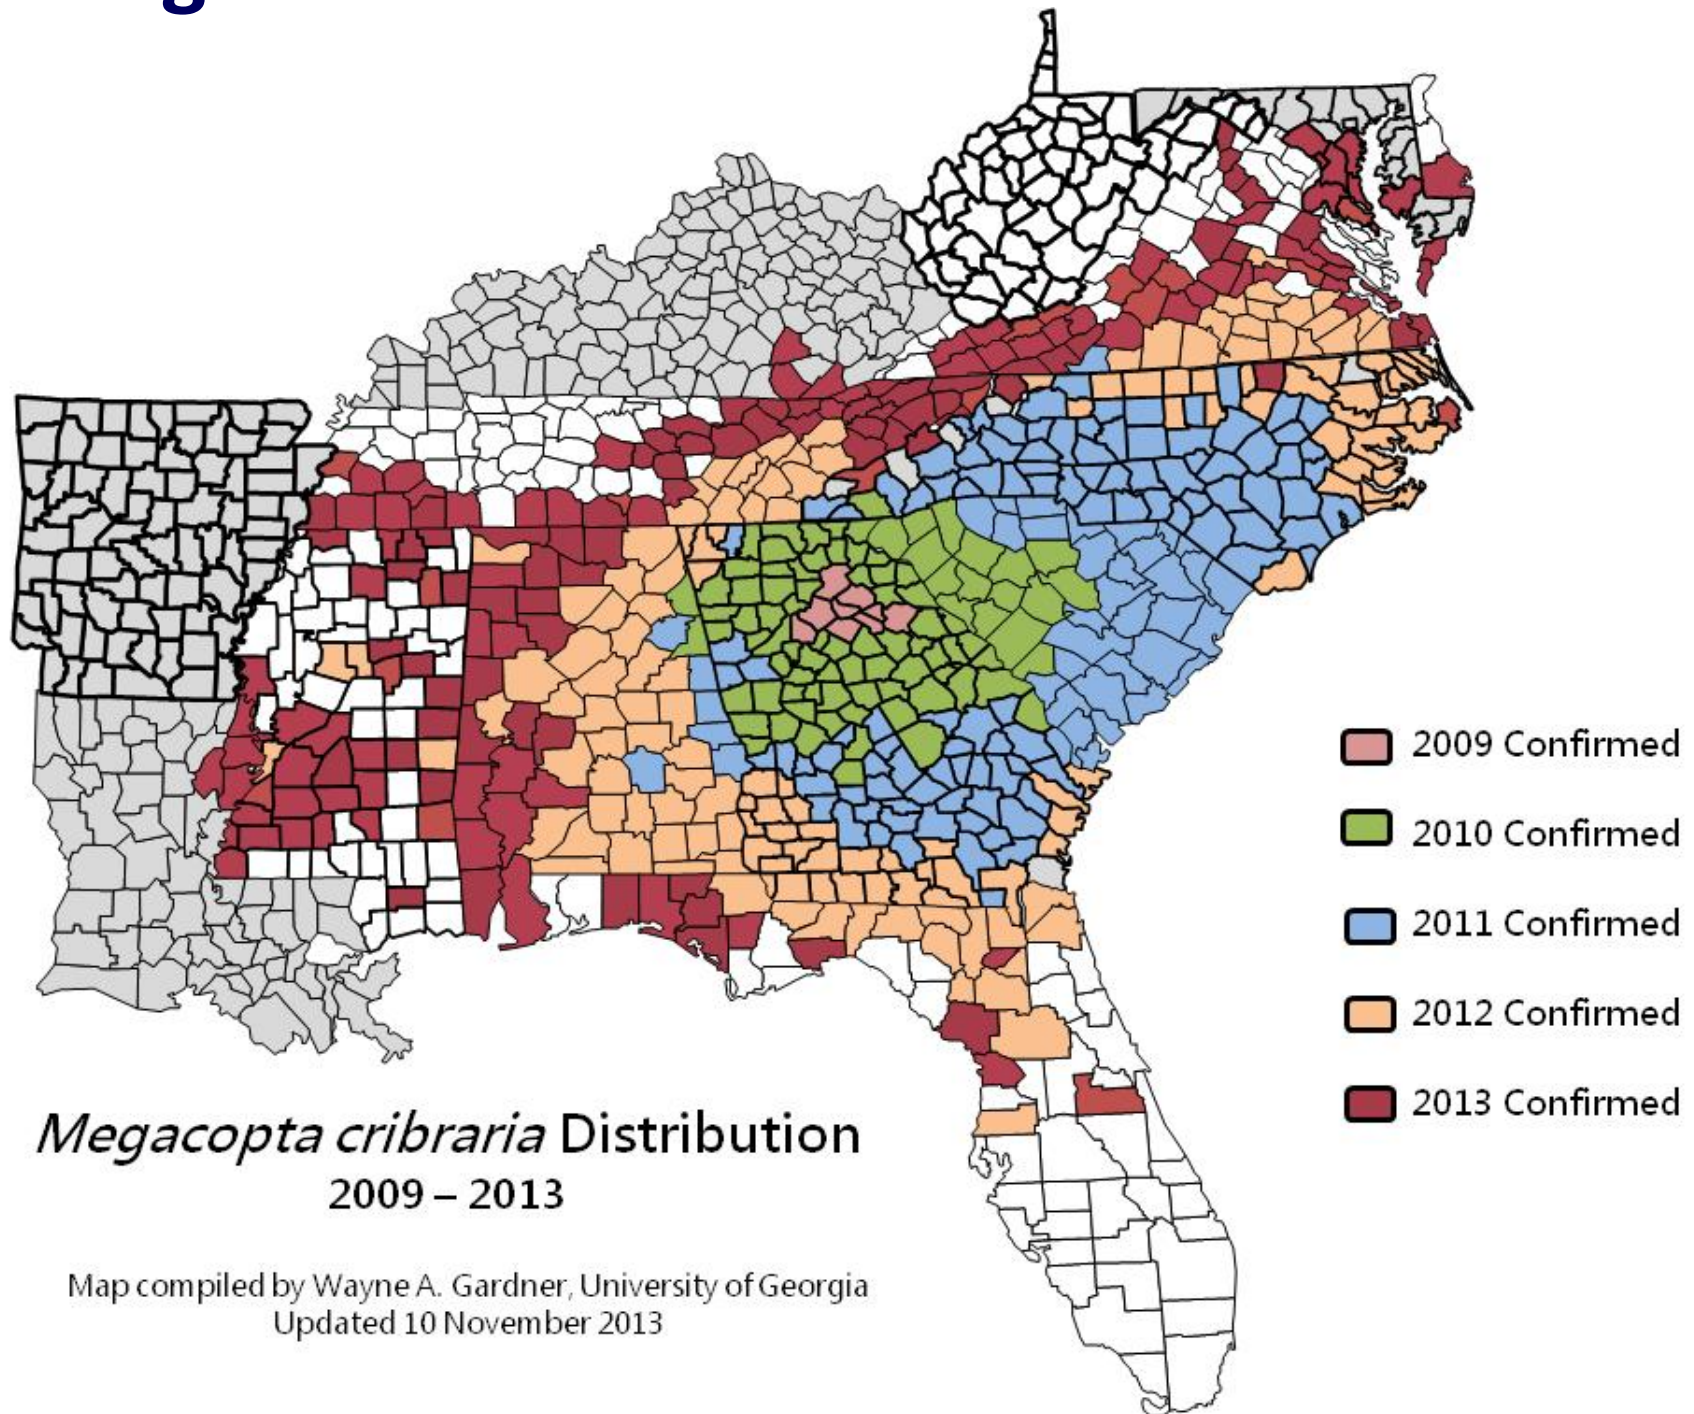 2009 Confirmed
2010 Confirmed
2011 Confirmed
2012 Confirmed
2013 Confirmed
Megacopta cribraria Distribution
2009 – 2013
Map compiled by Wayne A. Gardner, University of Georgia
Updated 10 November 2013